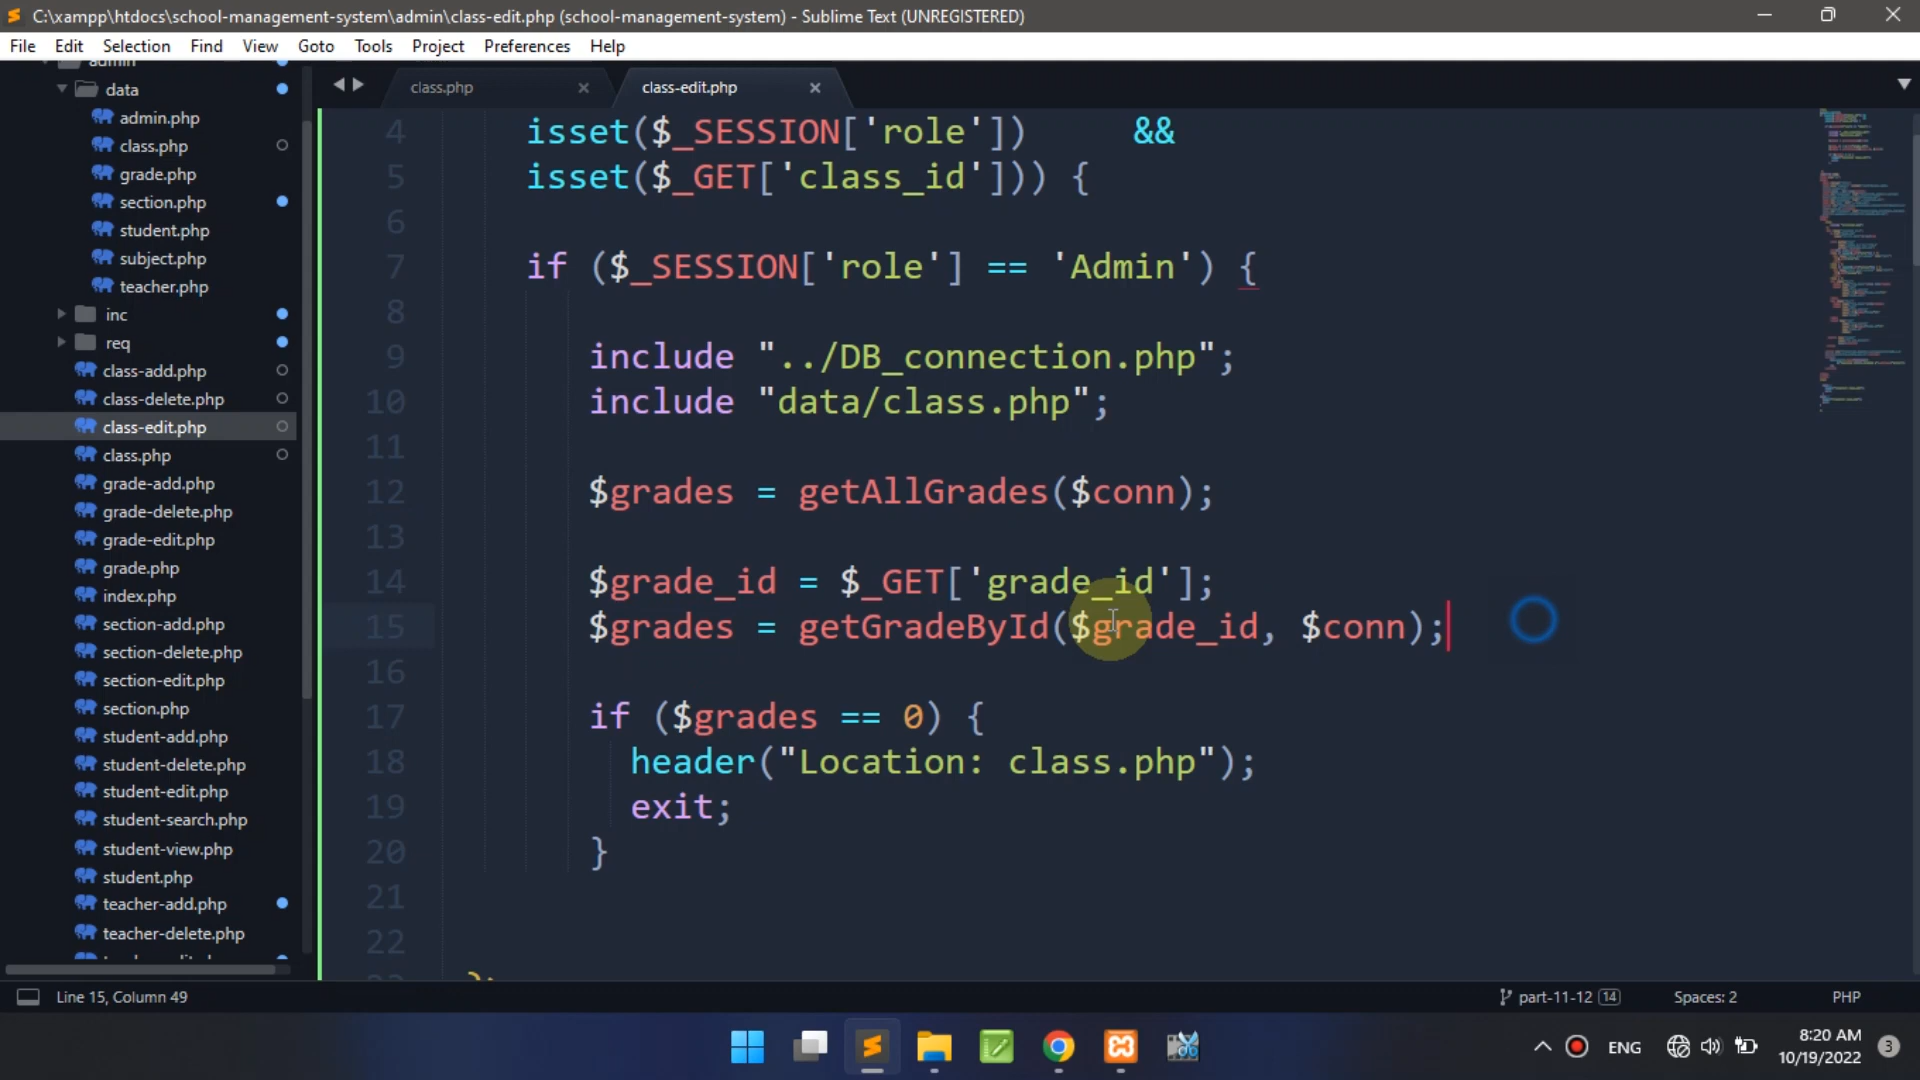 C:\xampp\htdocs\school-management-system\admin\class-edit.php (school-management-system) - Sublime Text (UNREGISTERED)
File Edit Selection Find View Goto Tools Project Preferences Help
admin
data
admin.php
class.php
grade.php
section.php
student.php
subject.php
teacher.php
inc
req
class-add.php
class-delete.php
class-edit.php
class.php
grade-add.php
grade-delete.php
grade-edit.php
grade.php
index.php
section-add.php
section-delete.php
section-edit.php
section.php
student-add.php
student-delete.php
student-edit.php
student-search.php
student-view.php
student.php
teacher-add.php
teacher-delete.php
class.php class-edit.php
4 isset($_SESSION['role']) &&
5 isset($_GET['class_id'])) {
6
7 if ($_SESSION['role'] == 'Admin') {
8
9 include "../DB_connection.php";
10 include "data/class.php";
11
12 $grades = getAllGrades($conn);
13
14 $grade_id = $_GET['grade_id'];
15 $grades = getGradeById($grade_id, $conn);
16
17 if ($grades == 0) {
18 header("Location: class.php");
19 exit;
20 }
21
22
Line 15, Column 49
part-11-12 14
Spaces: 2
PHP
ENG
8:20 AM
10/19/2022
3